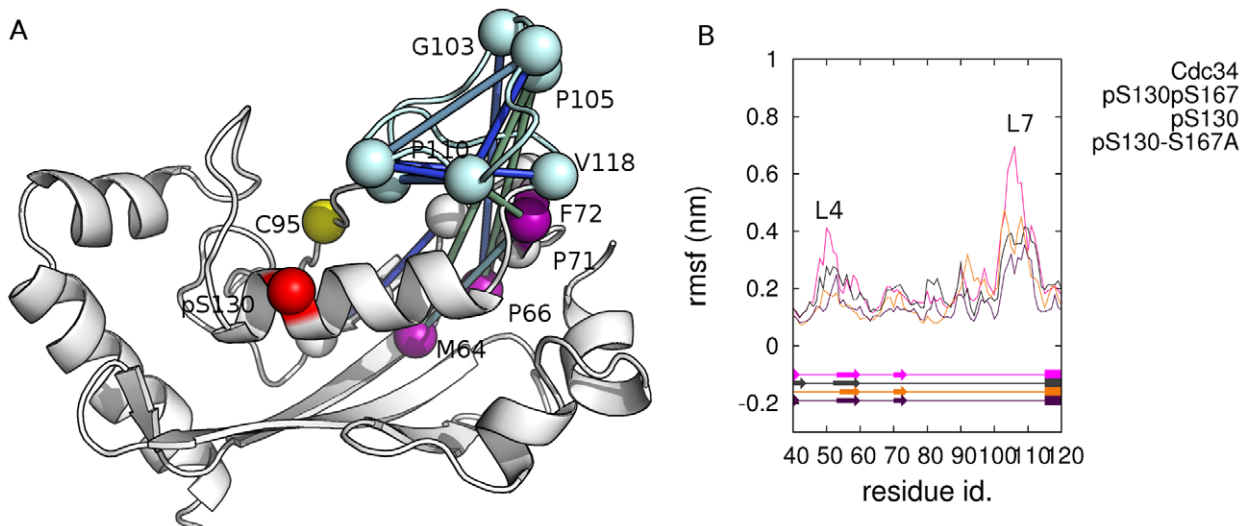 A
G103
P105
P110
V118
C95
F72
P71
pS130
P66
M64
B
rmsf (nm)
1
0.8
0.6
0.4
0.2
0
-0.2
L4
L7
40 50 60 70 80 90 100 110 120
residue id.
Cdc34
pS130pS167
pS130
pS130-S167A